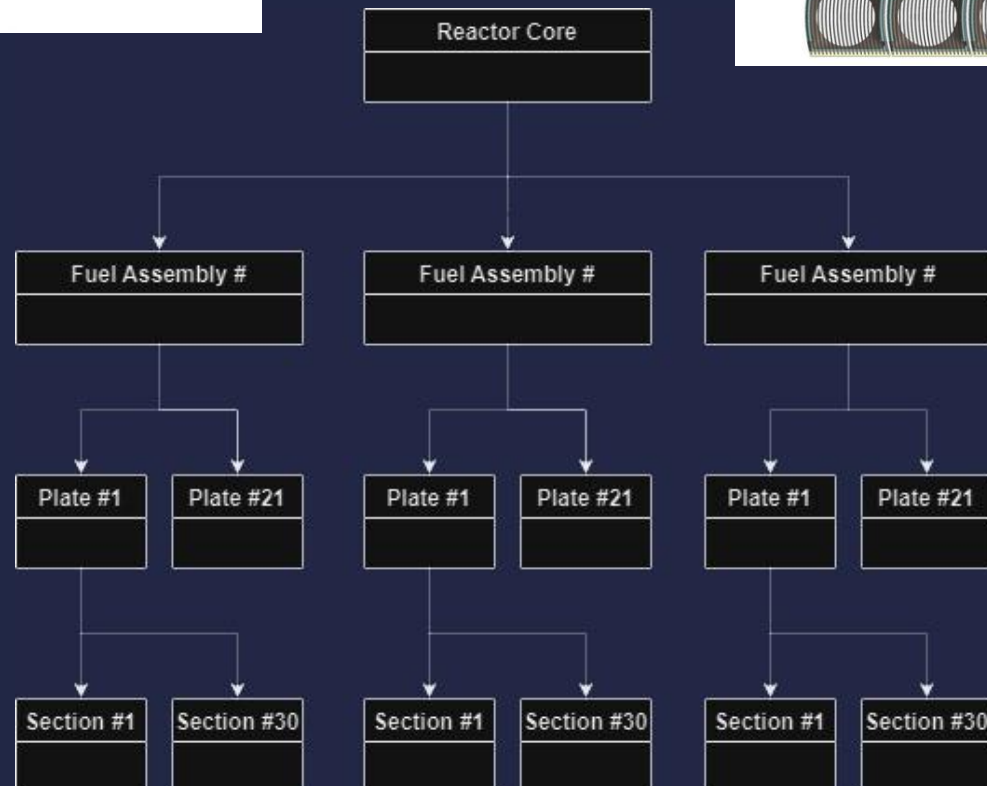 Reactor Core
Fuel Assembly # Fuel Assembly # Fuel Assembly #
Plate #1 Plate #21 Plate #1 Plate #21 Plate #1 Plate #21
Section #1 Section #30 Section #1 Section #30 Section #1 Section #30